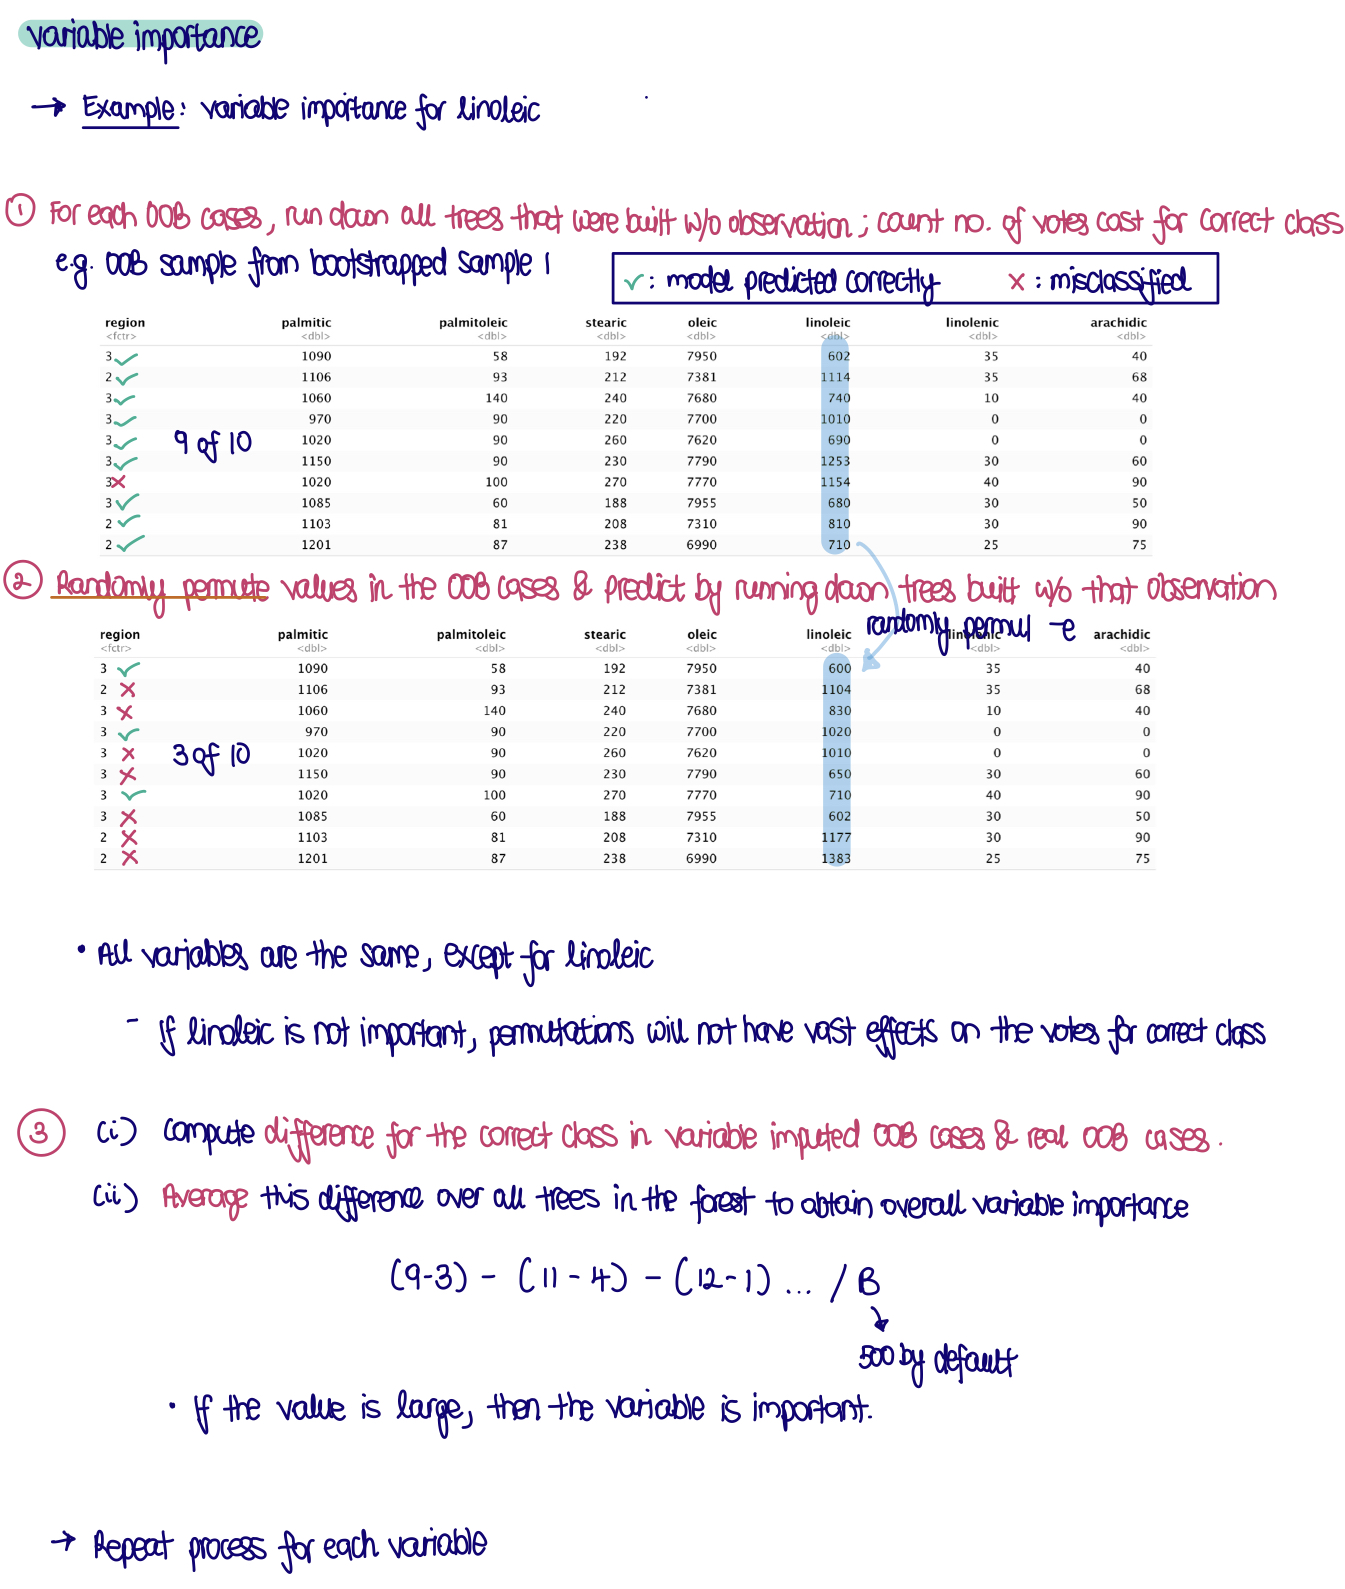 variable importance
→ Example: variable importance for linoleic
① For each OOB cases, run down all trees that were built w/o observation; count no. of votes cast for correct class
e.g. OOB sample from bootstrapped sample 1
✓: model predicted correctly ✗: misclassified
region palmitic palmitoleic stearic oleic linoleic linolenic arachidic
<fctr> <dbl> <dbl> <dbl> <dbl> <dbl> <dbl> <dbl>
3 ✓ 1090 58 192 7950 602 35 40
2 ✓ 1106 93 212 7381 1114 35 68
3 ✓ 1060 140 240 7680 740 10 40
3 ✓ 970 90 220 7700 1010 0 0
3 ✓ 9 of 10 1020 90 260 7620 690 0 0
3 ✓ 1150 90 230 7790 1253 30 60
3 ✗ 1020 100 270 7770 1154 40 90
3 ✓ 1085 60 188 7955 680 30 50
2 ✓ 1103 81 208 7310 810 30 90
2 ✓ 1201 87 238 6990 710 25 75
② Randomly permute values in the OOB cases & predict by running down trees built w/o that observation
randomly permut -e
region palmitic palmitoleic stearic oleic linoleic linolenic arachidic
<fctr> <dbl> <dbl> <dbl> <dbl> <dbl> <dbl> <dbl>
3 ✓ 1090 58 192 7950 600 35 40
2 ✗ 1106 93 212 7381 1104 35 68
3 ✗ 1060 140 240 7680 830 10 40
3 ✓ 970 90 220 7700 1020 0 0
3 ✗ 3 of 10 1020 90 260 7620 1010 0 0
3 ✗ 1150 90 230 7790 650 30 60
3 ✓ 1020 100 270 7770 710 40 90
3 ✗ 1085 60 188 7955 602 30 50
2 ✗ 1103 81 208 7310 1177 30 90
2 ✗ 1201 87 238 6990 1383 25 75
• All variables are the same, except for linoleic
- If linoleic is not important, permutations will not have vast effects on the votes for correct class
③ (i) Compute difference for the correct class in variable imputed OOB cases & real OOB cases.
(ii) Average this difference over all trees in the forest to obtain overall variable importance
(9-3) - (11-4) - (12-1) ... / B
500 by default
• If the value is large, then the variable is important.
→ Repeat process for each variable